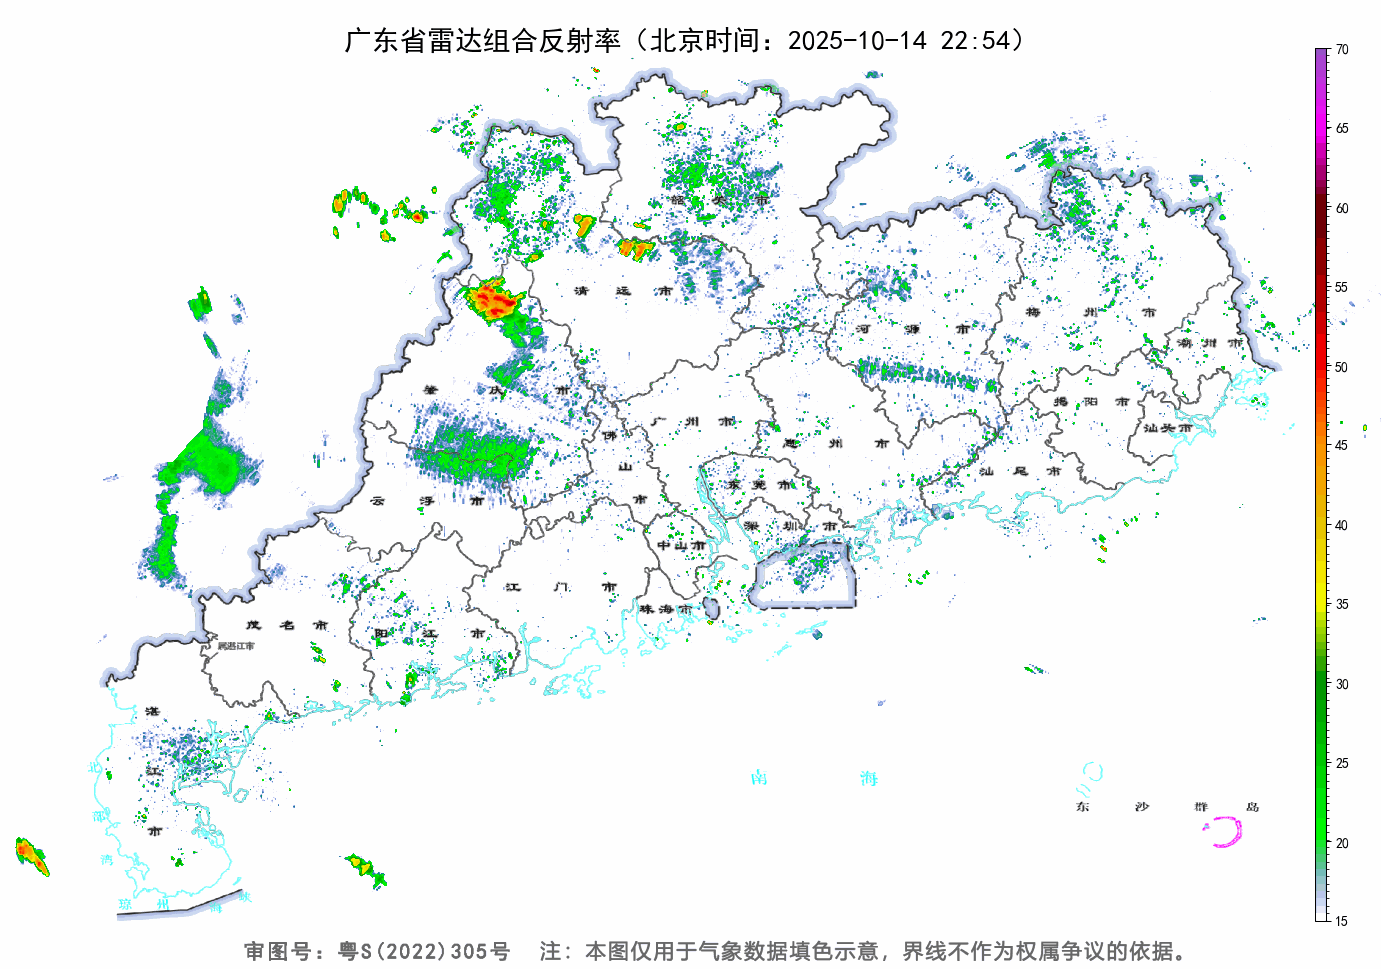 广东省雷达组合反射率（北京时间：2025-10-14 22:54）
70
65
60
55
50
45
40
35
30
25
20
15
韶关市
清远市
河源市
梅州市
潮州市
肇庆市
广州市
佛山市
惠州市
揭阳市
汕头市
汕尾市
云浮市
东莞市
深圳市
中山市
江门市
珠海市
茂名市
阳江市
属湛江市
湛江市
北部湾
南海
东沙群岛
琼州海峡
审图号：粤S(2022)305号 注：本图仅用于气象数据填色示意，界线不作为权属争议的依据。